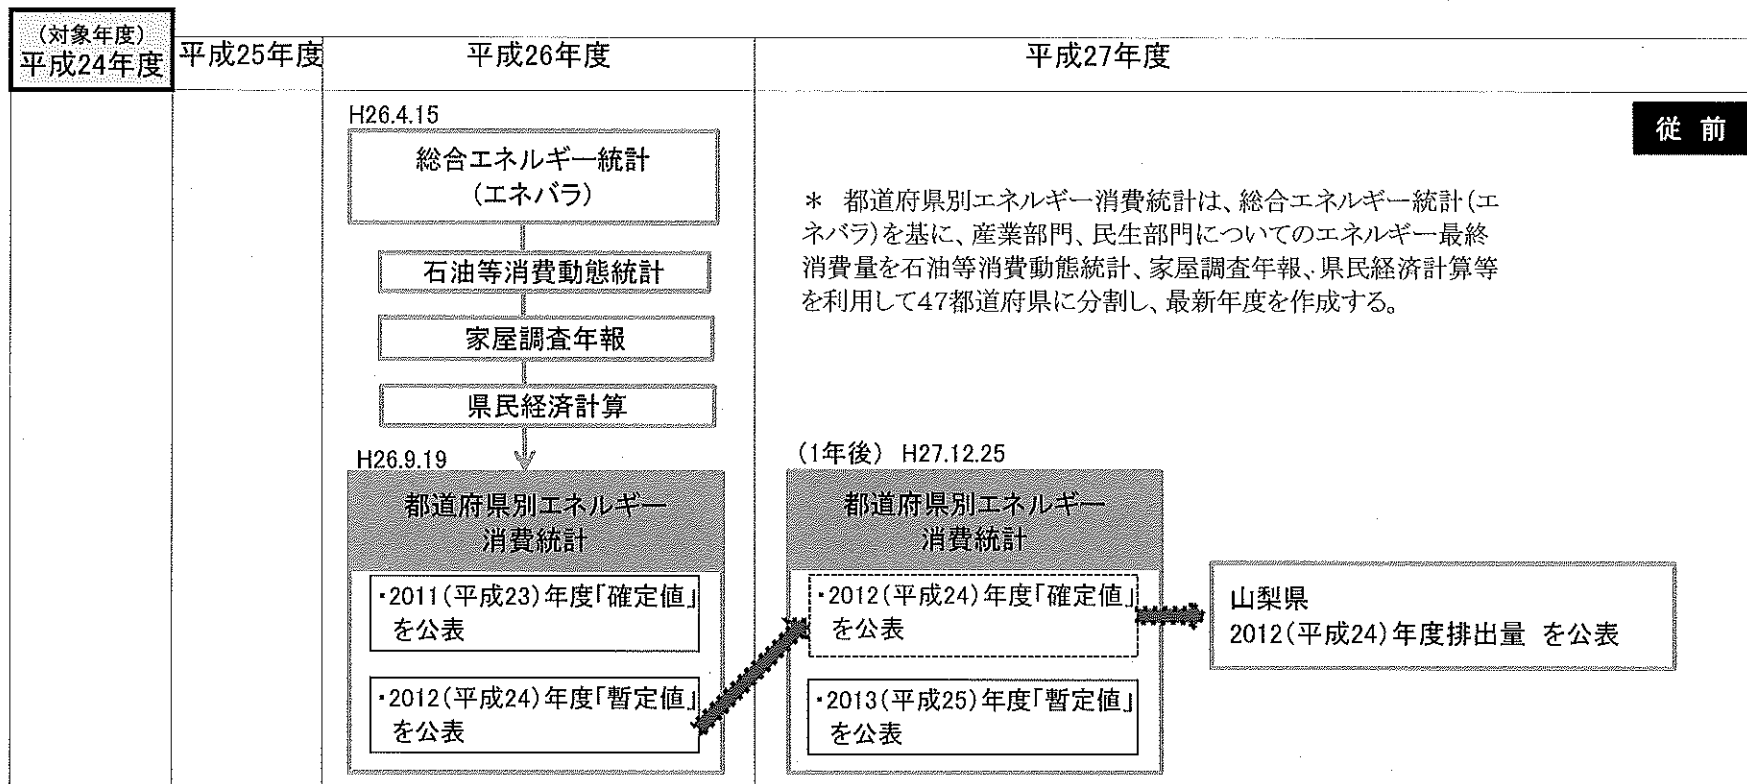 (対象年度)
平成24年度
平成25年度
平成26年度
平成27年度
従 前
H26.4.15
総合エネルギー統計
(エネバラ)
石油等消費動態統計
家屋調査年報
県民経済計算
* 都道府県別エネルギー消費統計は、総合エネルギー統計(エ
ネバラ)を基に、産業部門、民生部門についてのエネルギー最終
消費量を石油等消費動態統計、家屋調査年報、県民経済計算等
を利用して47都道府県に分割し、最新年度を作成する。
H26.9.19
都道府県別エネルギー
消費統計
・2011(平成23)年度「確定値」
を公表
・2012(平成24)年度「暫定値」
を公表
(1年後) H27.12.25
都道府県別エネルギー
消費統計
・2012(平成24)年度「確定値」
を公表
・2013(平成25)年度「暫定値」
を公表
山梨県
2012(平成24)年度排出量 を公表